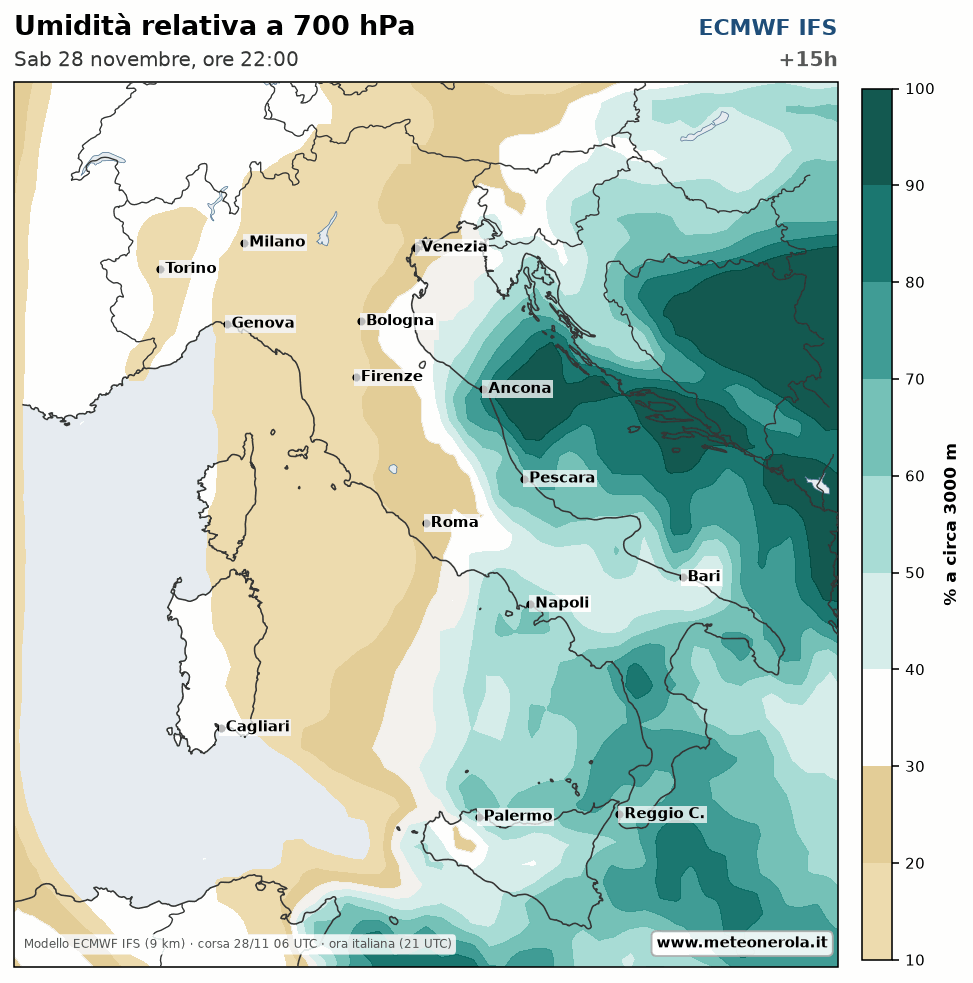 Umidità relativa a 700 hPa
ECMWF IFS
Sab 28 novembre, ore 22:00
+15h
Milano
Venezia
Torino
Genova
Bologna
Firenze
Ancona
Pescara
Roma
Bari
Napoli
Cagliari
Palermo
Reggio C.
Modello ECMWF IFS (9 km) · corsa 28/11 06 UTC · ora italiana (21 UTC)
www.meteonerola.it
100
90
80
70
60
50
40
30
20
10
% a circa 3000 m